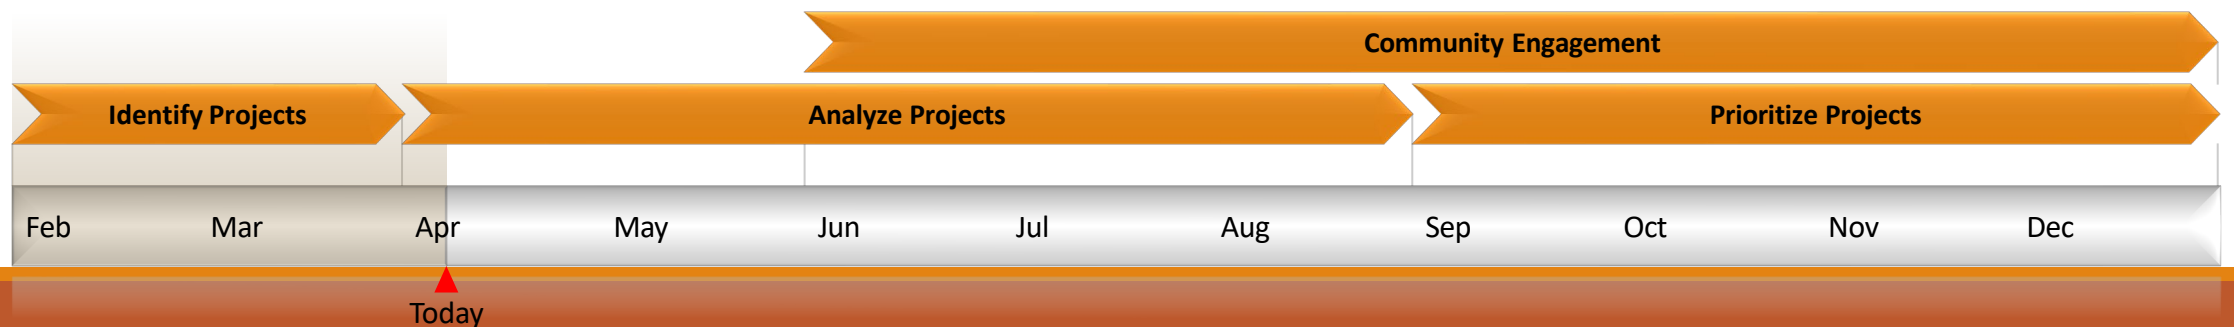 Community Engagement
Identify Projects Analyze Projects Prioritize Projects
Feb Mar Apr May Jun Jul Aug Sep Oct Nov Dec
Today